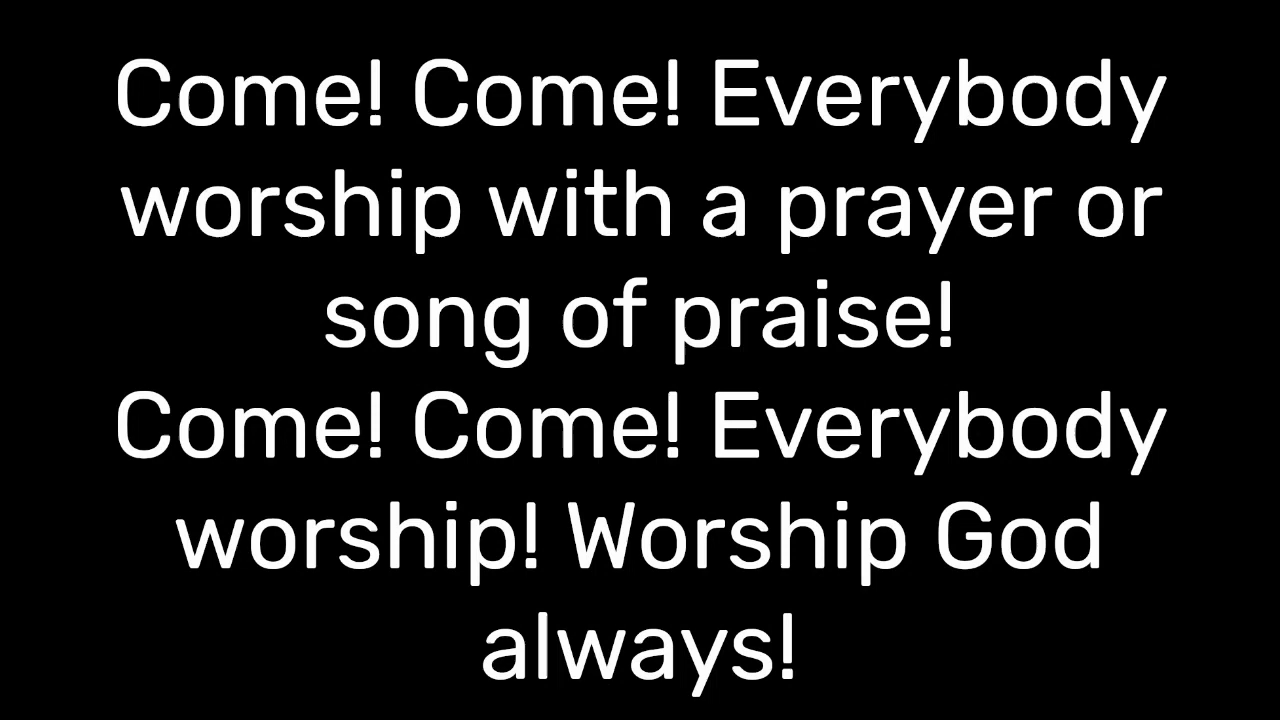 Come! Come! Everybody
worship with a prayer or
song of praise!
Come! Come! Everybody
worship! Worship God
always!